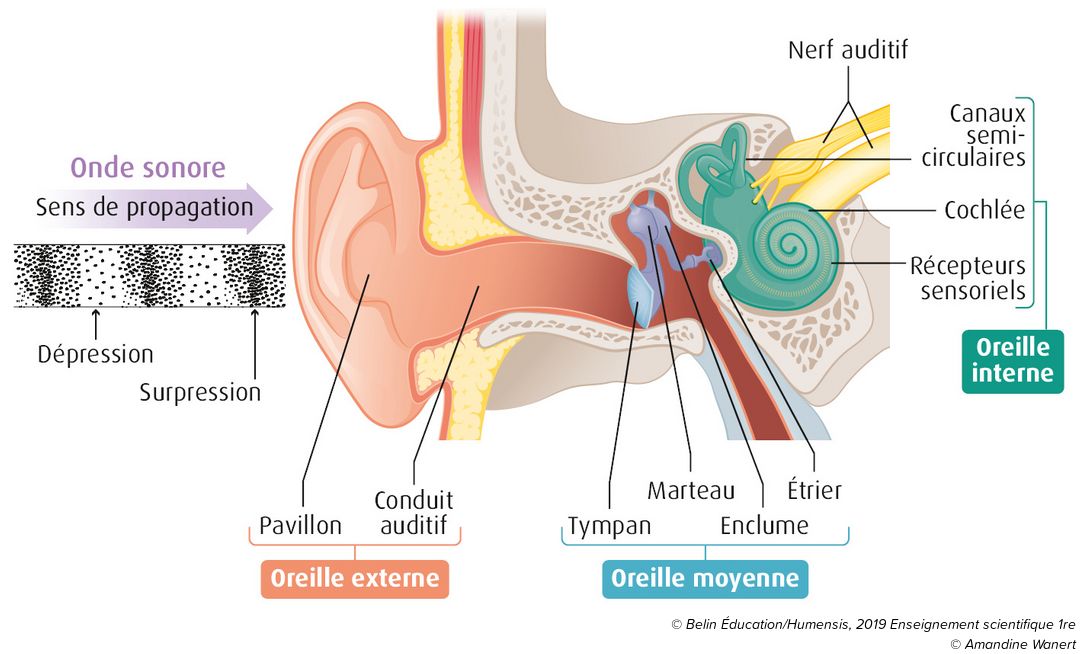 Nerf auditif
Canaux
semi-
circulaires
Cochlée
Récepteurs
sensoriels
Oreille
interne
Onde sonore
Sens de propagation
Dépression
Surpression
Pavillon
Conduit
auditif
Oreille externe
Tympan
Marteau
Enclume
Étrier
Oreille moyenne
© Belin Éducation/Humensis, 2019 Enseignement scientifique 1re
© Amandine Wanert